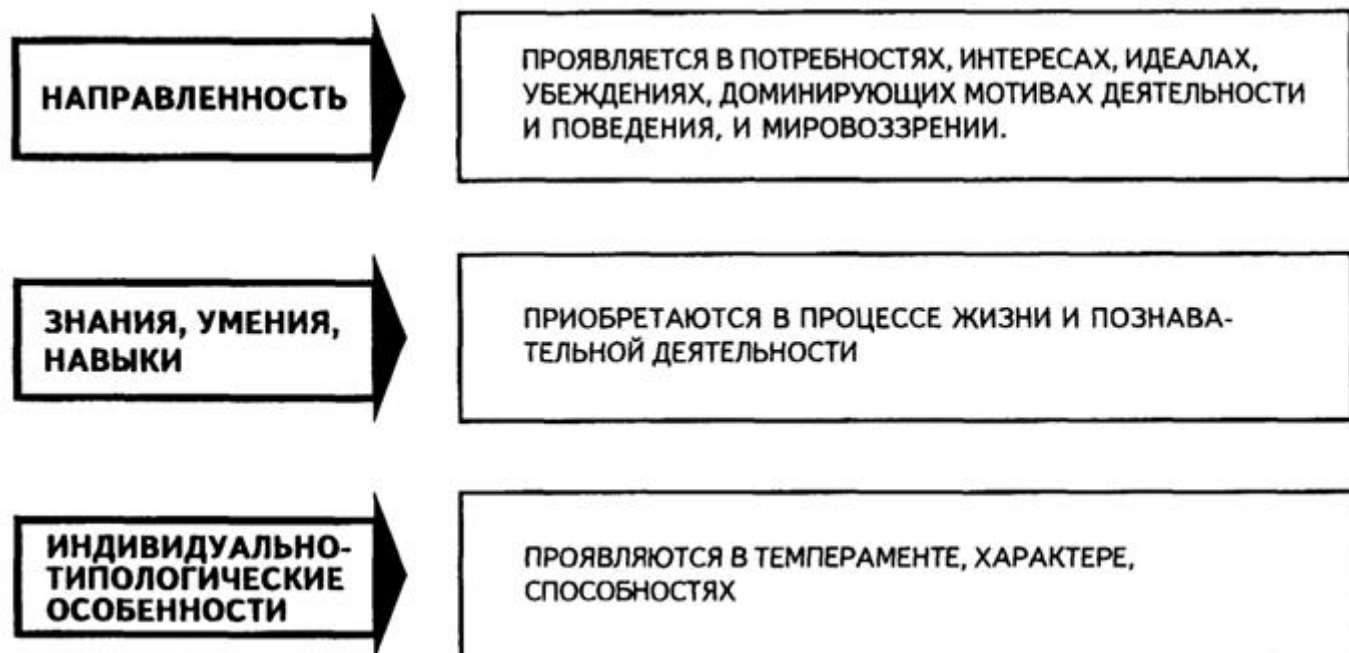 НАПРАВЛЕННОСТЬ
ПРОЯВЛЯЕТСЯ В ПОТРЕБНОСТЯХ, ИНТЕРЕСАХ, ИДЕАЛАХ,
УБЕЖДЕНИЯХ, ДОМИНИРУЮЩИХ МОТИВАХ ДЕЯТЕЛЬНОСТИ
И ПОВЕДЕНИЯ, И МИРОВОЗЗРЕНИИ.
ЗНАНИЯ, УМЕНИЯ,
НАВЫКИ
ПРИОБРЕТАЮТСЯ В ПРОЦЕССЕ ЖИЗНИ И ПОЗНАВА-
ТЕЛЬНОЙ ДЕЯТЕЛЬНОСТИ
ИНДИВИДУАЛЬНО-
ТИПОЛОГИЧЕСКИЕ
ОСОБЕННОСТИ
ПРОЯВЛЯЮТСЯ В ТЕМПЕРАМЕНТЕ, ХАРАКТЕРЕ,
СПОСОБНОСТЯХ